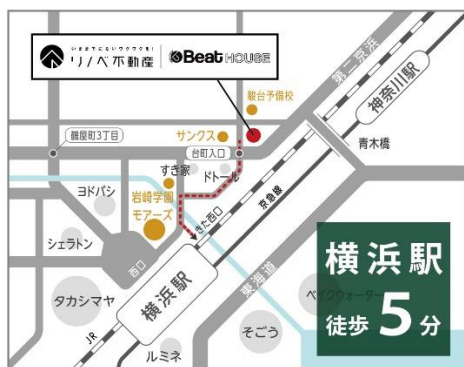 いままでにないワクワクを!
リノベ不動産
Beat HOUSE
第二京浜
神奈川駅
駿台予備校
鶴屋町3丁目
サンクス
台町入口
青木橋
すき家
ドトール
ヨドバシ
岩崎学園
モアーズ
きた西口
京急線
シェラトン
西口
東海道
横浜駅
タカシマヤ
ベイクウォーター
そごう
JR
ルミネ
横浜駅
徒歩5分